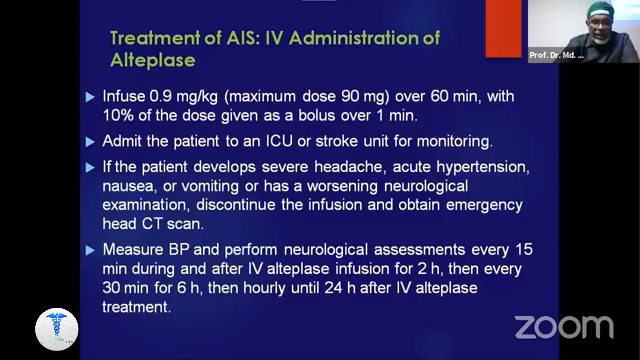 Treatment of AIS: IV Administration of
Alteplase
Prof. Dr. Md. ...
Infuse 0.9 mg/kg (maximum dose 90 mg) over 60 min, with
10% of the dose given as a bolus over 1 min.
Admit the patient to an ICU or stroke unit for monitoring.
If the patient develops severe headache, acute hypertension,
nausea, or vomiting or has a worsening neurological
examination, discontinue the infusion and obtain emergency
head CT scan.
Measure BP and perform neurological assessments every 15
min during and after IV alteplase infusion for 2 h, then every
30 min for 6 h, then hourly until 24 h after IV alteplase
treatment.
zoom